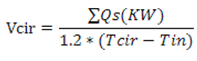 Vcir = ∑Qs(KW) / 1.2 * (Tcir − Tin)